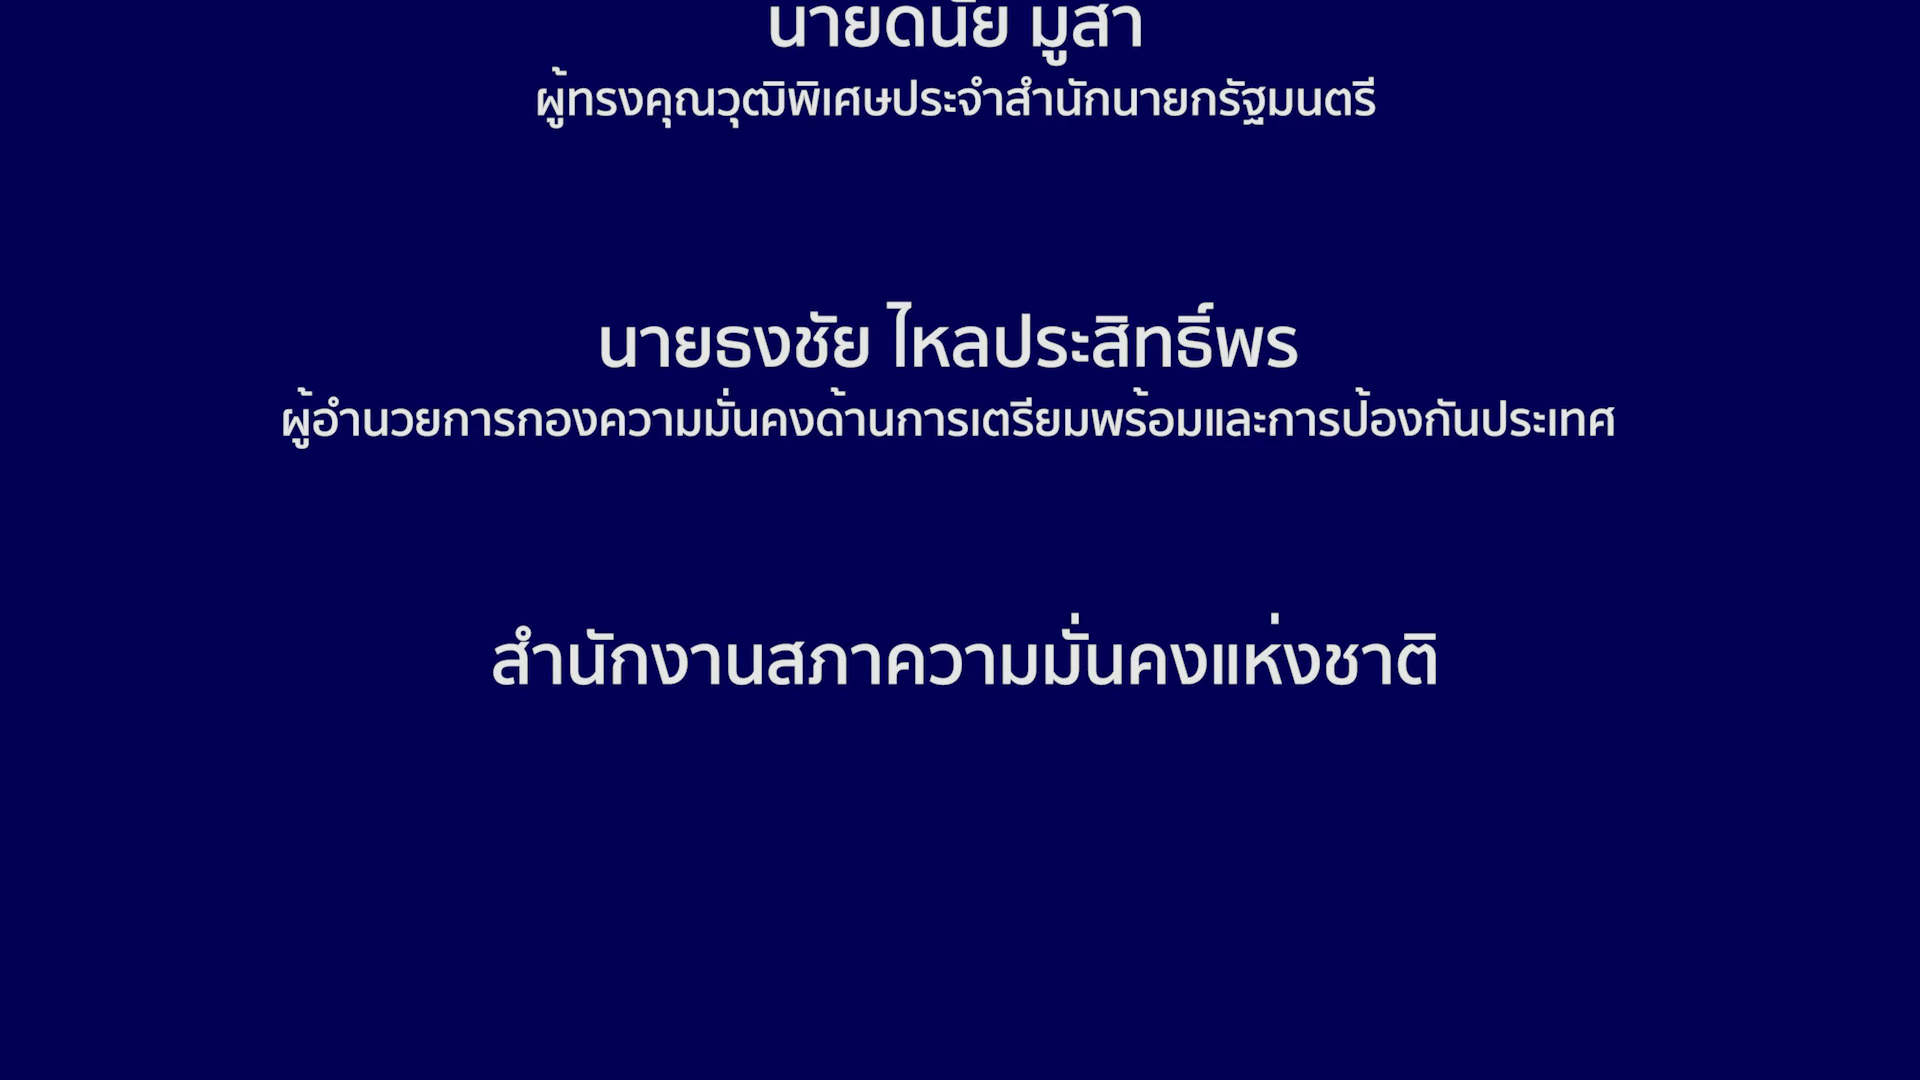 นายดนัย มูสา
ผู้ทรงคุณวุฒิพิเศษประจำสำนักนายกรัฐมนตรี
นายธงชัย ไหลประสิทธิ์พร
ผู้อำนวยการกองความมั่นคงด้านการเตรียมพร้อมและการป้องกันประเทศ
สำนักงานสภาความมั่นคงแห่งชาติ